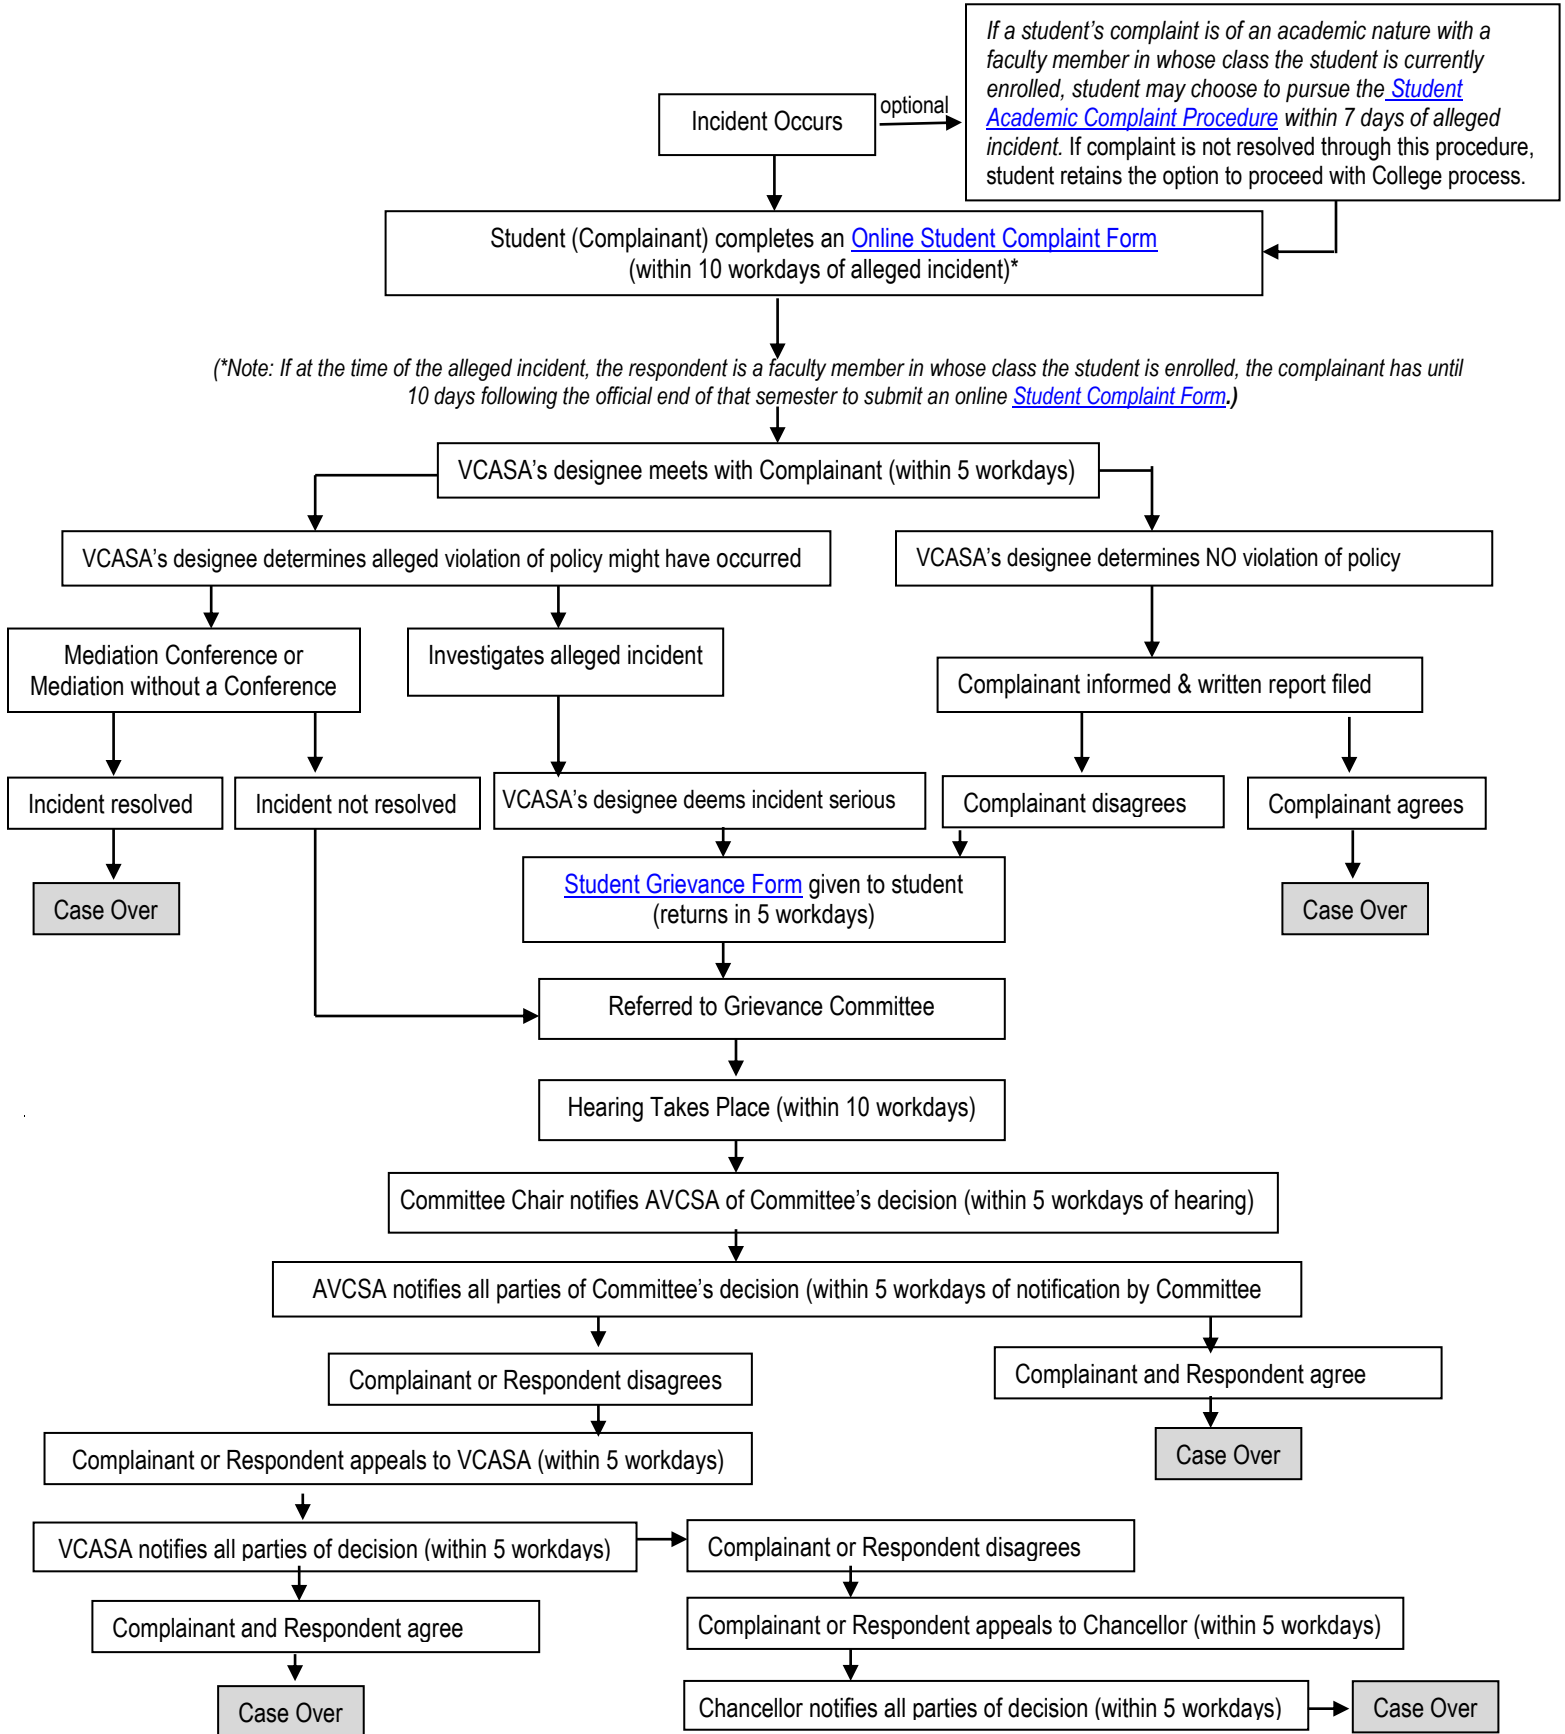 If a student’s complaint is of an academic nature with a
faculty member in whose class the student is currently
enrolled, student may choose to pursue the Student
Academic Complaint Procedure within 7 days of alleged
incident. If complaint is not resolved through this procedure,
student retains the option to proceed with College process.
Incident Occurs
optional
Student (Complainant) completes an Online Student Complaint Form
(within 10 workdays of alleged incident)*
(*Note: If at the time of the alleged incident, the respondent is a faculty member in whose class the student is enrolled, the complainant has until
10 days following the official end of that semester to submit an online Student Complaint Form.)
VCASA’s designee meets with Complainant (within 5 workdays)
VCASA’s designee determines alleged violation of policy might have occurred
VCASA’s designee determines NO violation of policy
Mediation Conference or
Mediation without a Conference
Investigates alleged incident
Complainant informed & written report filed
Incident resolved
Incident not resolved
VCASA’s designee deems incident serious
Complainant disagrees
Complainant agrees
Case Over
Student Grievance Form given to student
(returns in 5 workdays)
Case Over
Referred to Grievance Committee
Hearing Takes Place (within 10 workdays)
Committee Chair notifies AVCSA of Committee’s decision (within 5 workdays of hearing)
AVCSA notifies all parties of Committee’s decision (within 5 workdays of notification by Committee
Complainant or Respondent disagrees
Complainant and Respondent agree
Complainant or Respondent appeals to VCASA (within 5 workdays)
Case Over
VCASA notifies all parties of decision (within 5 workdays)
Complainant or Respondent disagrees
Complainant and Respondent agree
Complainant or Respondent appeals to Chancellor (within 5 workdays)
Case Over
Chancellor notifies all parties of decision (within 5 workdays)
Case Over